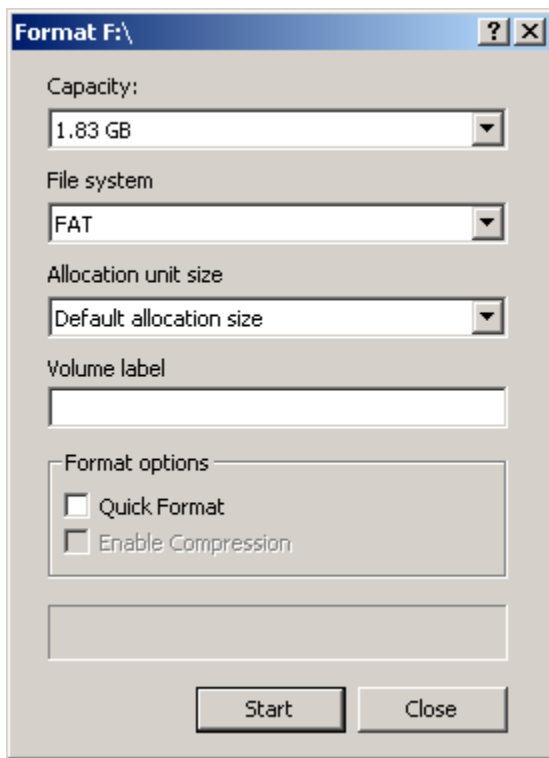 Format F:\
Capacity:
1.83 GB
File system
FAT
Allocation unit size
Default allocation size
Volume label
Format options
Quick Format
Enable Compression
Start
Close